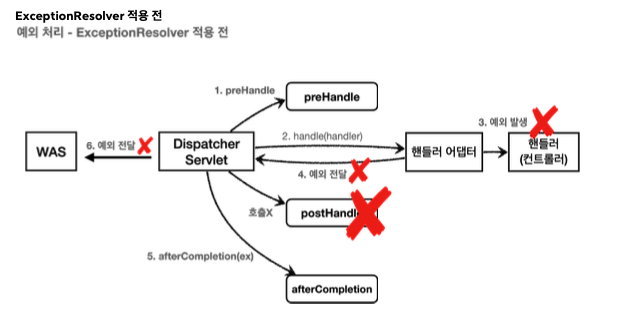 ExceptionResolver 적용 전
예외 처리 - ExceptionResolver 적용 전
1. preHandle
preHandle
3. 예외 발생
2. handle(handler)
WAS
6. 예외 전달
Dispatcher
Servlet
핸들러 어댑터
핸들러
(컨트롤러)
4. 예외 전달
호출X
postHandle
5. afterCompletion(ex)
afterCompletion